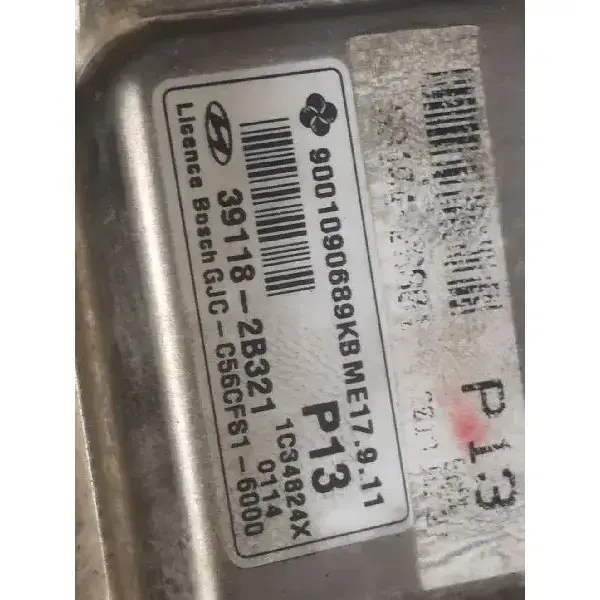 9001090689KB ME17.9.11
P13
1C34824X
39118-2B321 0114
Licence Bosch GJC-C56CFS1-6000
P13